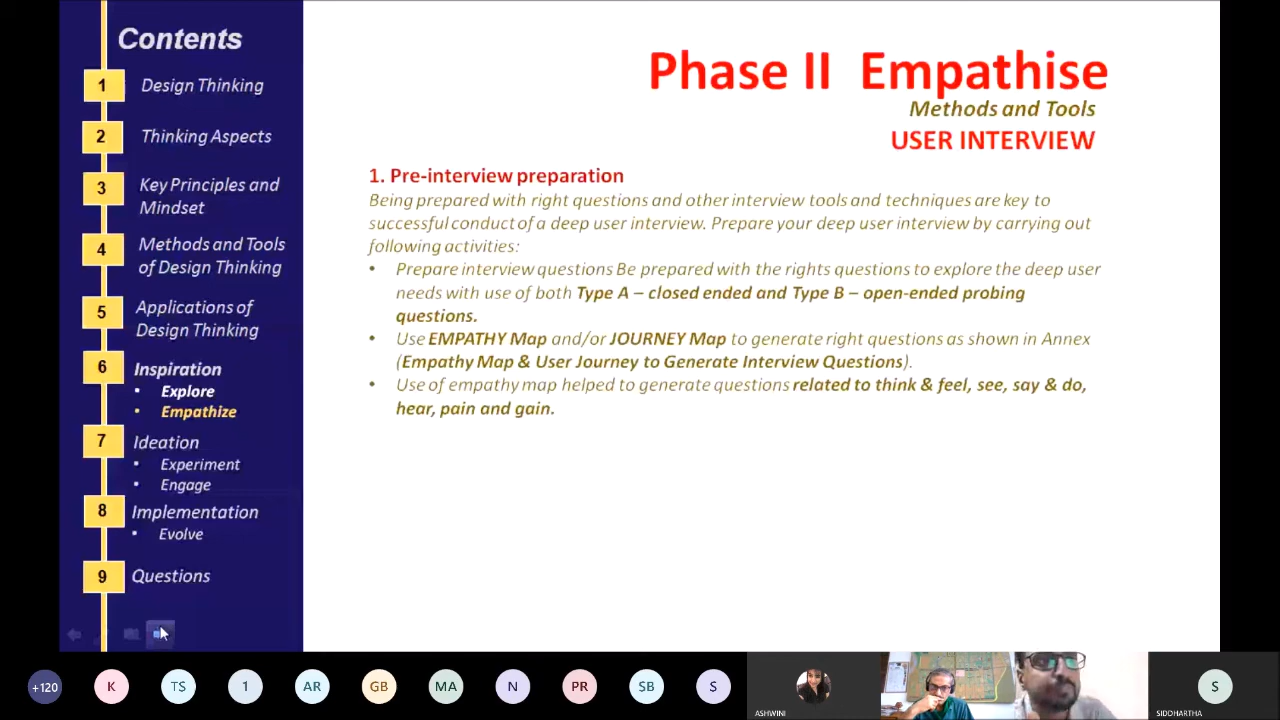 Contents
1 Design Thinking
2 Thinking Aspects
3 Key Principles and
Mindset
4 Methods and Tools
of Design Thinking
5 Applications of
Design Thinking
6 Inspiration
• Explore
• Empathize
7 Ideation
• Experiment
• Engage
8 Implementation
• Evolve
9 Questions
Phase II Empathise
Methods and Tools
USER INTERVIEW
1. Pre-interview preparation
Being prepared with right questions and other interview tools and techniques are key to
successful conduct of a deep user interview. Prepare your deep user interview by carrying out
following activities:
• Prepare interview questions Be prepared with the rights questions to explore the deep user
needs with use of both Type A – closed ended and Type B – open-ended probing
questions.
• Use EMPATHY Map and/or JOURNEY Map to generate right questions as shown in Annex
(Empathy Map & User Journey to Generate Interview Questions).
• Use of empathy map helped to generate questions related to think & feel, see, say & do,
hear, pain and gain.
+120 K TS 1 AR GB MA N PR SB S S
ASHWINI SIDDHARTHA